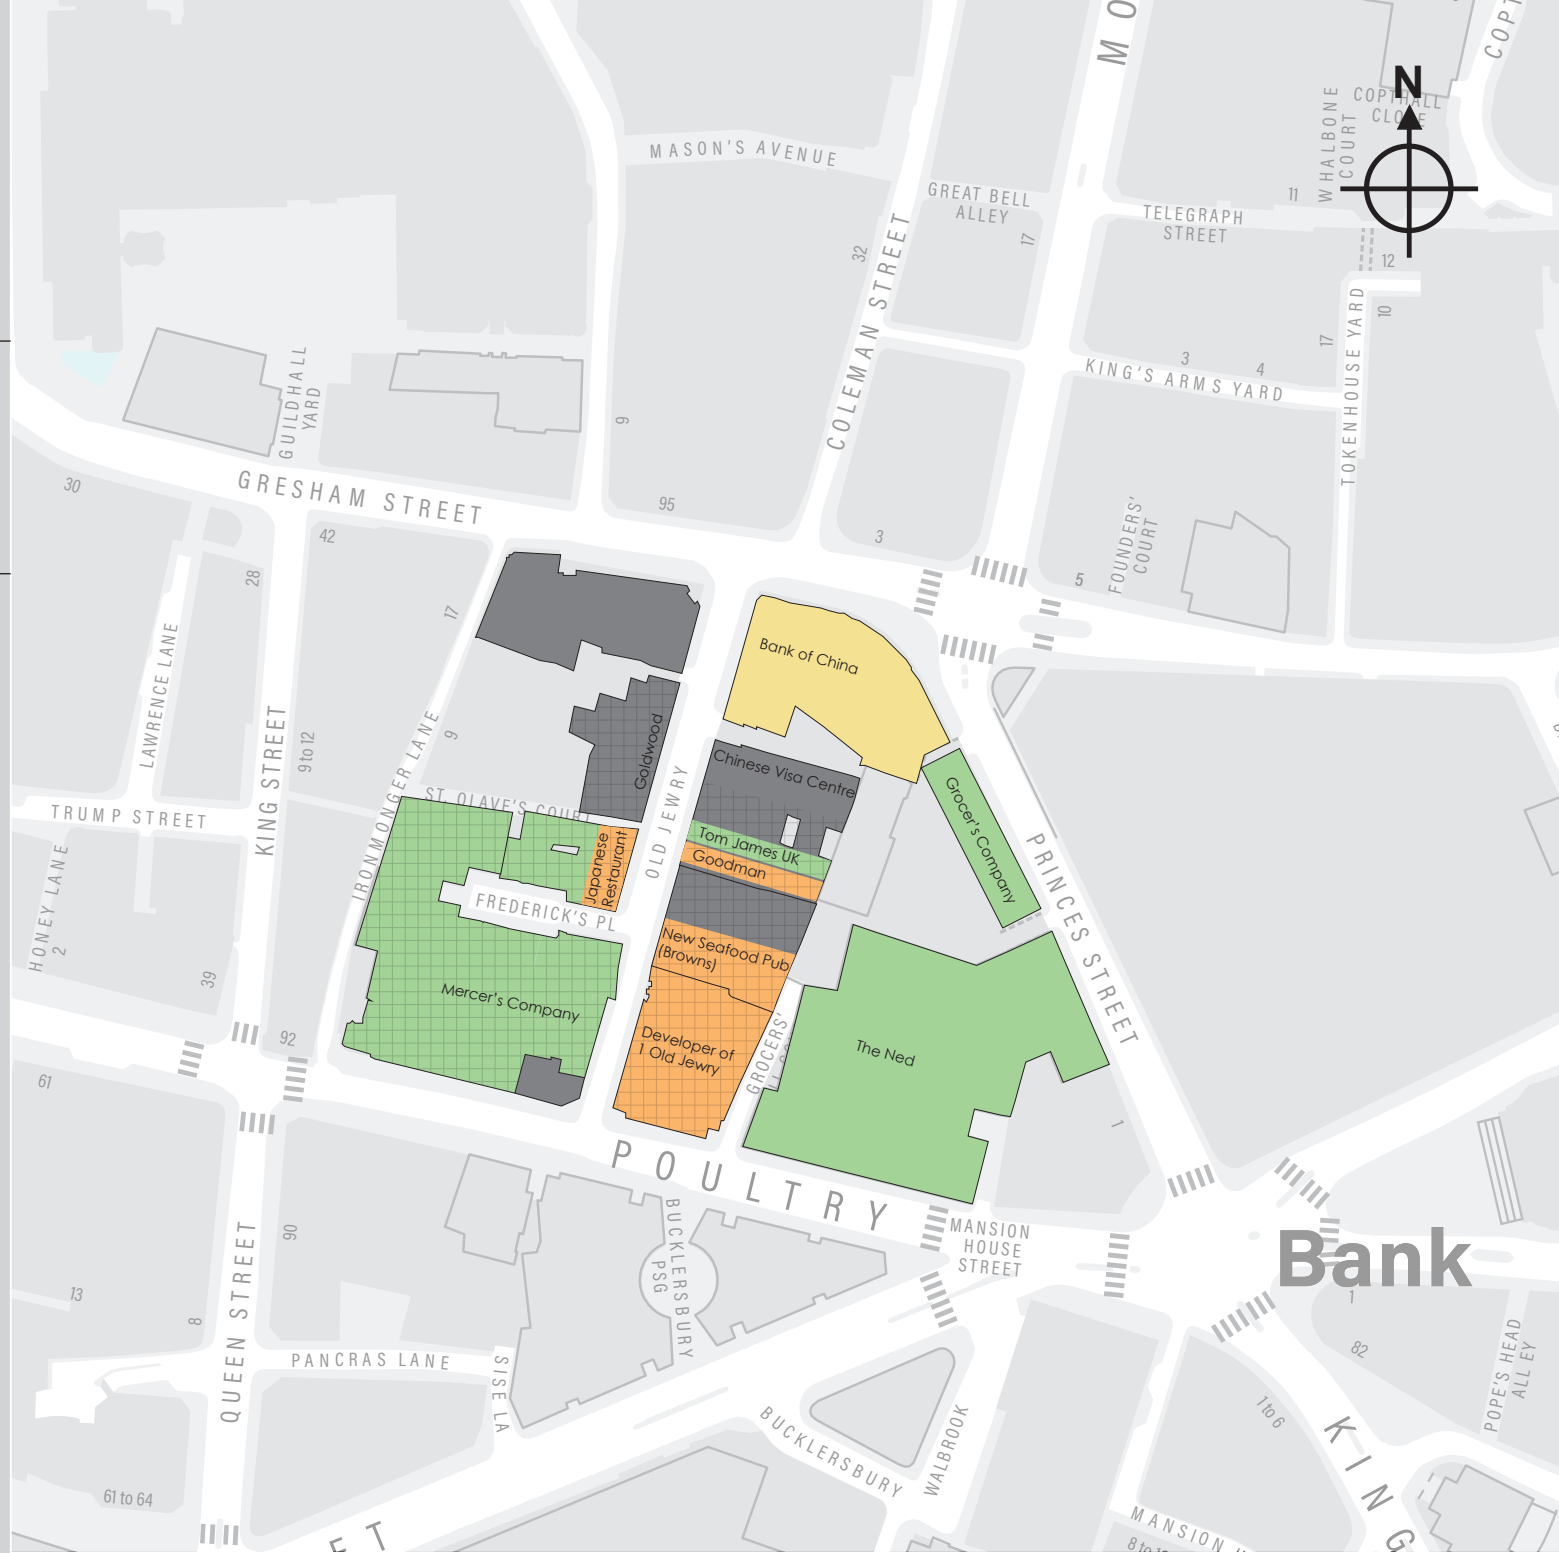 MO
COPT
N
COPTHALL
CLOSE
WHALBONE
COURT
MASON'S AVENUE
GREAT BELL
ALLEY
11
TELEGRAPH
STREET
17
32
COLEMAN STREET
12
10
17
TOKENHOUSE YARD
3
4
KING'S ARMS YARD
GUILDHALL
YARD
9
30
GRESHAM STREET
95
42
3
28
17
5
FOUNDERS'
COURT
LAWRENCE LANE
Bank of China
KING STREET
9 to 12
9
IRONMONGER LANE
Goldwood
Chinese Visa Centre
OLD JEWRY
ST. OLAVE'S COURT
TRUMP STREET
Tom James UK
Goodman
Grocer's Company
PRINCES STREET
Japanese
Restaurant
HONEY LANE
2
FREDERICK'S PL
New Seafood Pub
(Browns)
39
Mercer's Company
92
Developer of
1 Old Jewry
GROCERS'
The Ned
61
1
POULTRY
90
BUCKLERSBURY
PSG
MANSION
HOUSE
STREET
Bank
13
8
QUEEN STREET
1
82
POPE'S HEAD
ALLEY
PANCRAS LANE
SISE LA
1 to 6
BUCKLERSBURY
WALBROOK
KING
61 to 64
ET
MANSION
8 to